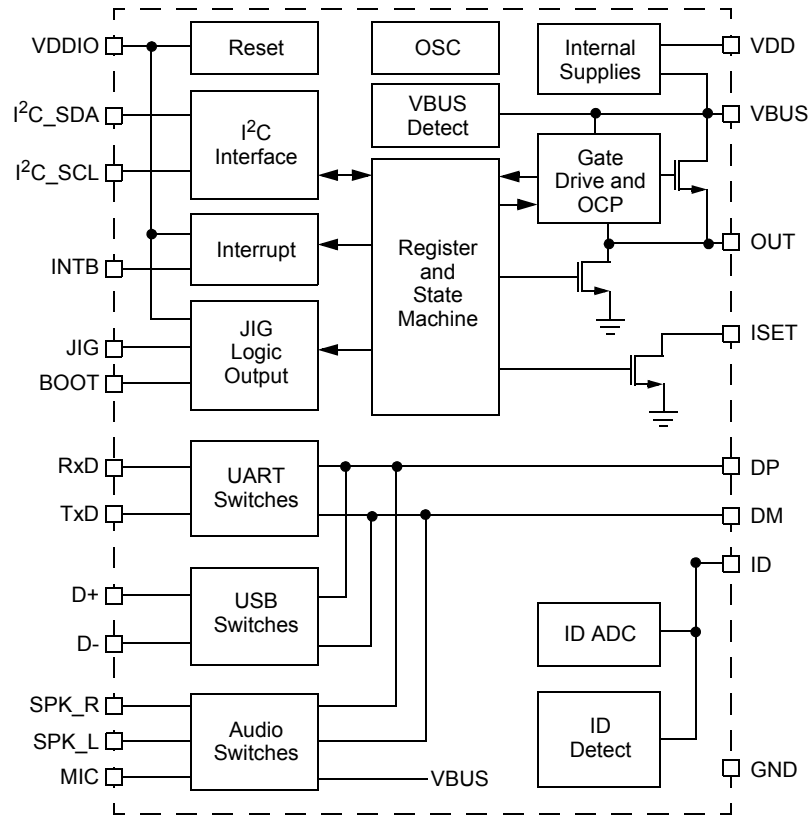 VDDIO
Reset
OSC
Internal
Supplies
VDD
I²C_SDA
I²C
Interface
VBUS
Detect
VBUS
I²C_SCL
Gate
Drive and
OCP
Register
and
State
Machine
INTB
Interrupt
OUT
JIG
BOOT
JIG
Logic
Output
ISET
RxD
TxD
UART
Switches
DP
DM
D+
D-
USB
Switches
ID
ID ADC
SPK_R
SPK_L
MIC
Audio
Switches
VBUS
ID
Detect
GND